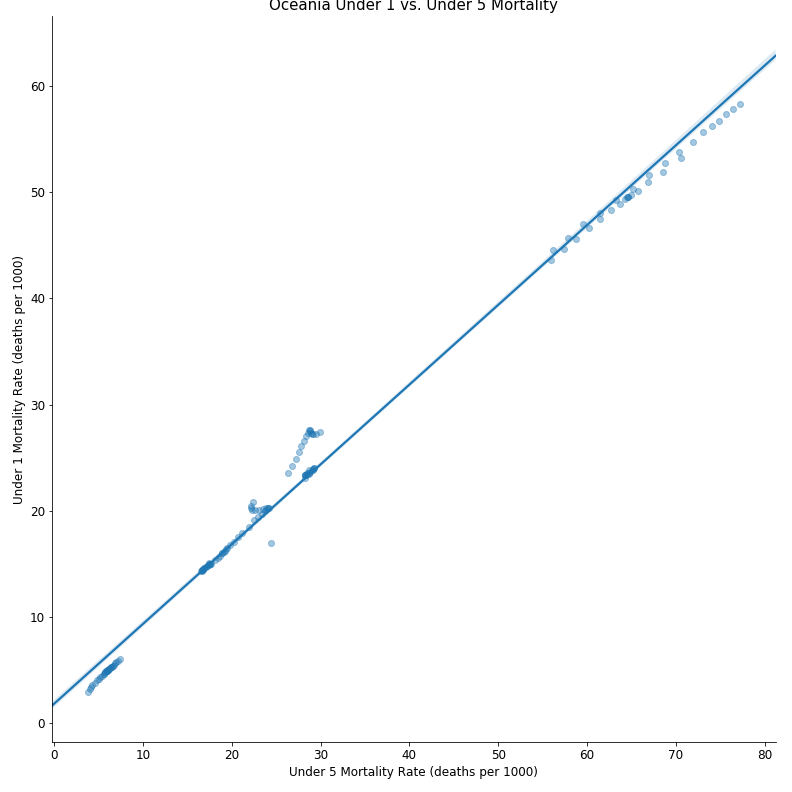 Oceania Under 1 vs. Under 5 Mortality
60
50
40
30
20
10
0
Under 1 Mortality Rate (deaths per 1000)
0 10 20 30 40 50 60 70 80
Under 5 Mortality Rate (deaths per 1000)